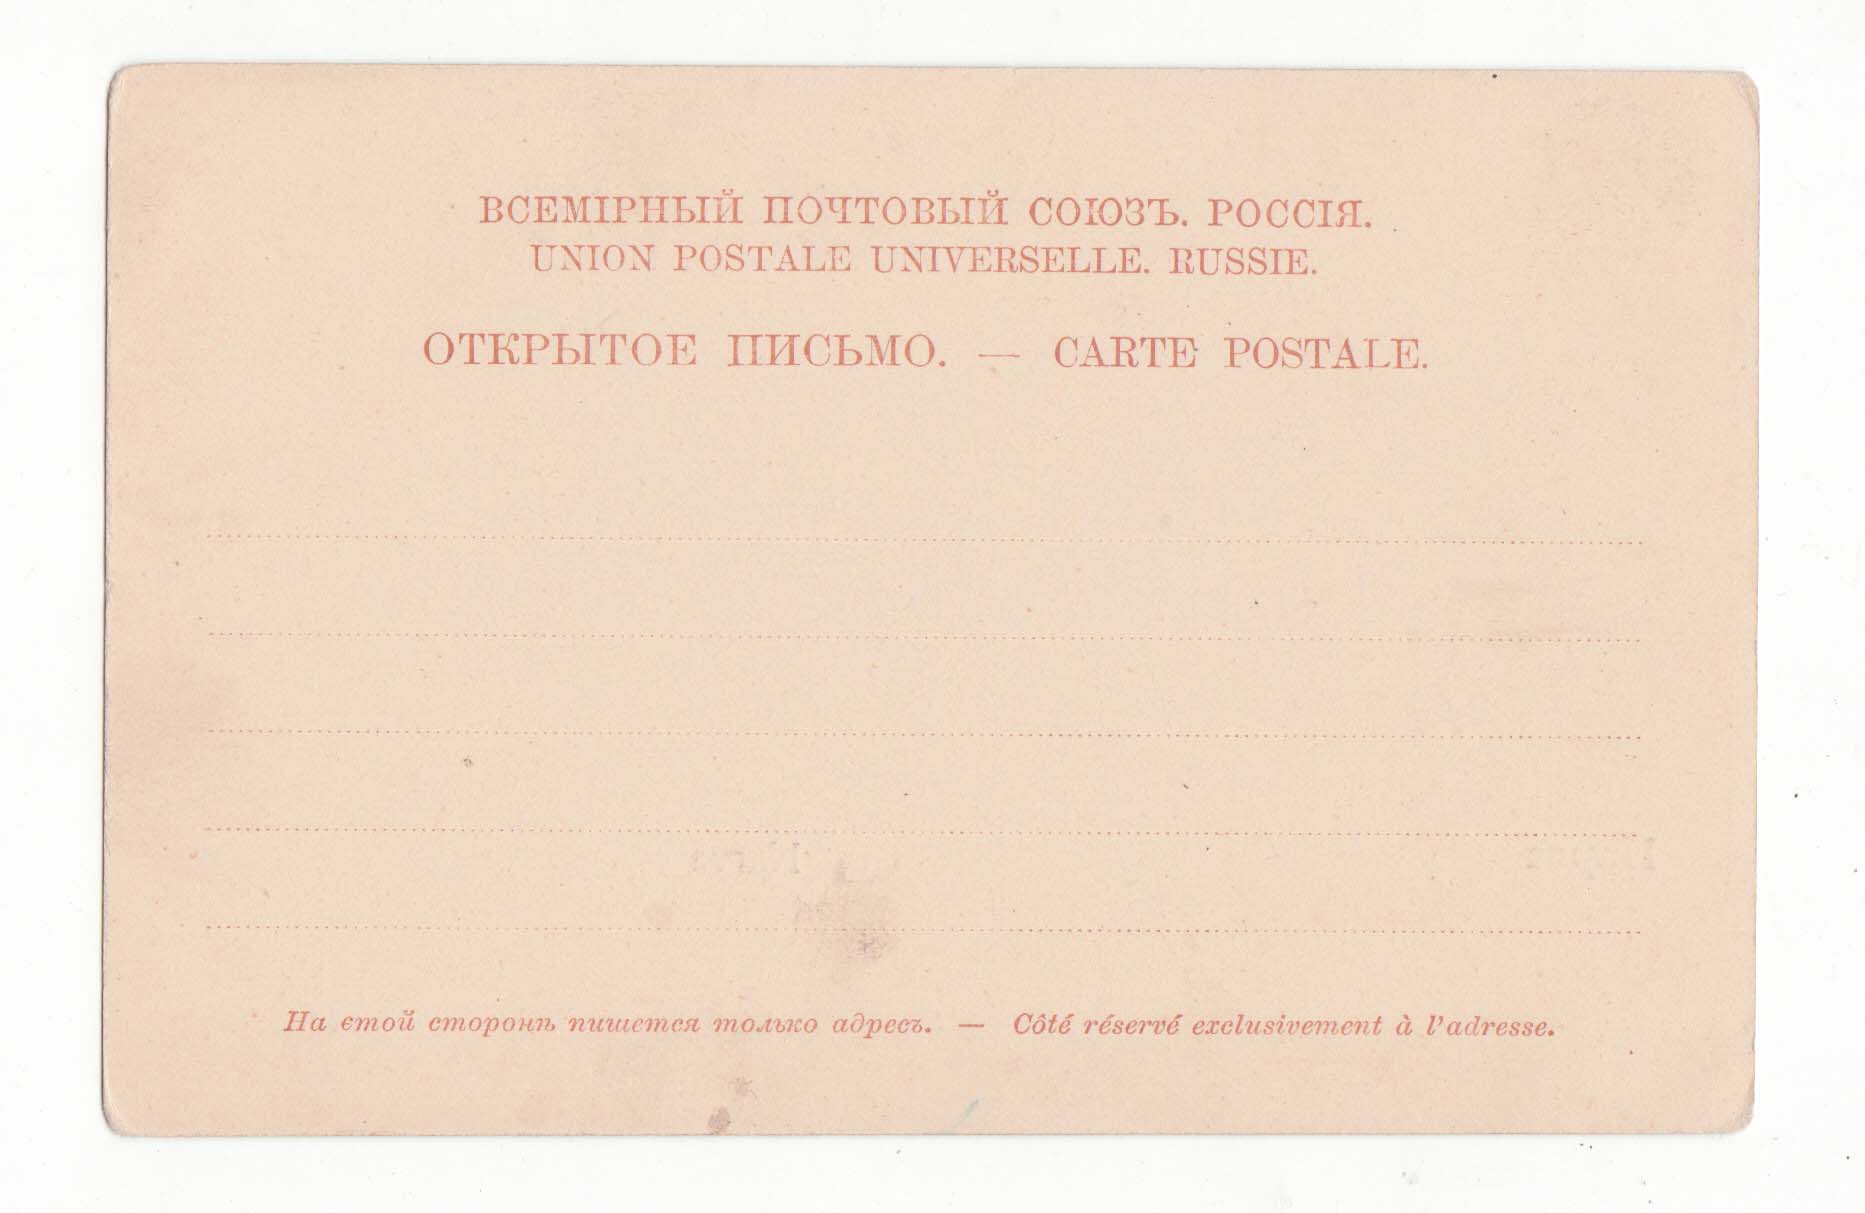 ВСЕМІРНЫЙ ПОЧТОВЫЙ СОЮЗЪ. РОССІЯ.
UNION POSTALE UNIVERSELLE. RUSSIE.
ОТКРЫТОЕ ПИСЬМО. — CARTE POSTALE.
На етой сторонѣ пишется только адресъ. — Côté réservé exclusivement à l'adresse.